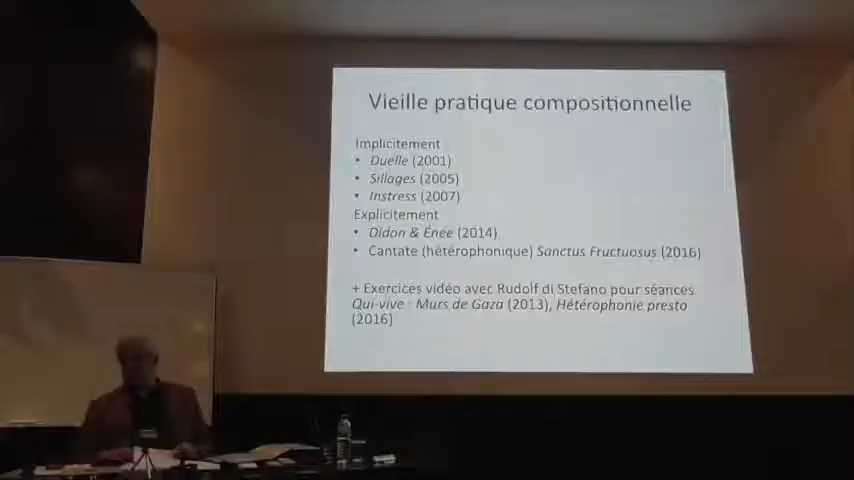 Vieille pratique compositionnelle
Implicitement
• Duelle (2001)
• Sillages (2005)
• Instress (2007)
Explicitement
• Didon & Énée (2014)
• Cantate (hétérophonique) Sanctus Fructuosus (2016)
+ Exercices vidéo avec Rudolf di Stefano pour séances
Qui-vive : Murs de Gaza (2013), Hétérophonie presto
(2016)